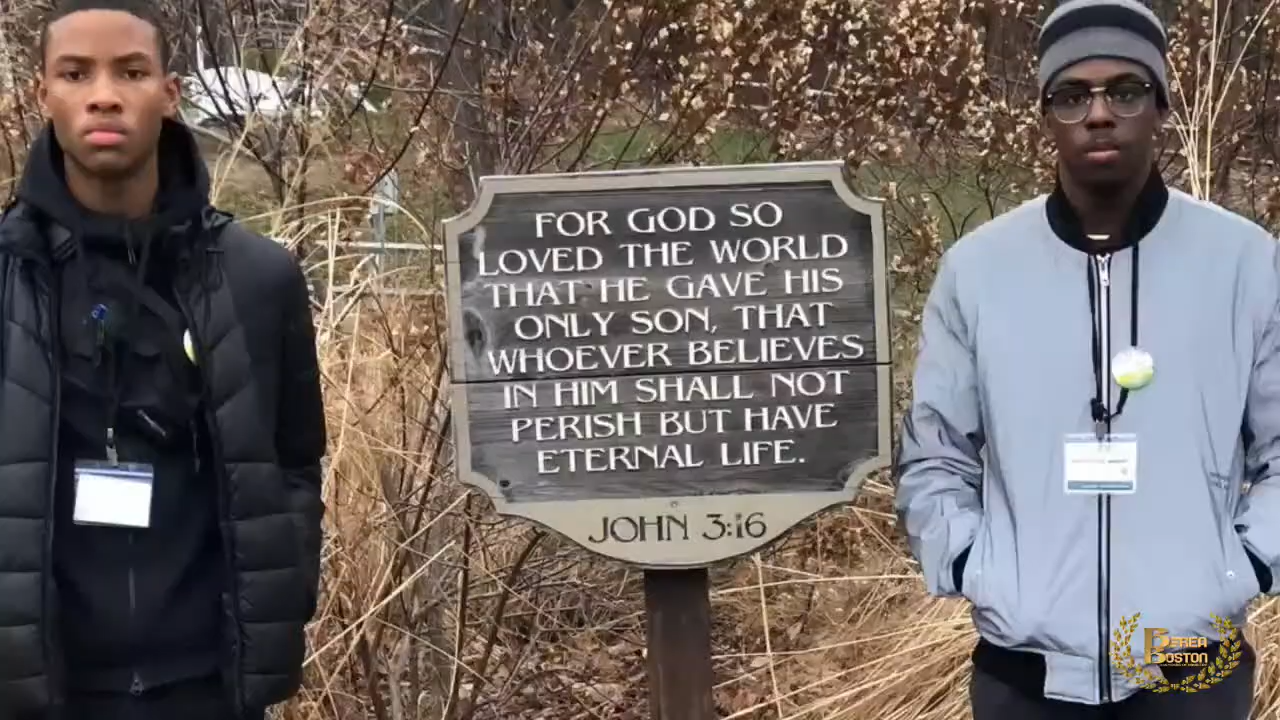 FOR GOD SO
LOVED THE WORLD
THAT HE GAVE HIS
ONLY SON, THAT
WHOEVER BELIEVES
IN HIM SHALL NOT
PERISH BUT HAVE
ETERNAL LIFE.
JOHN 3:16
BEREA
BOSTON